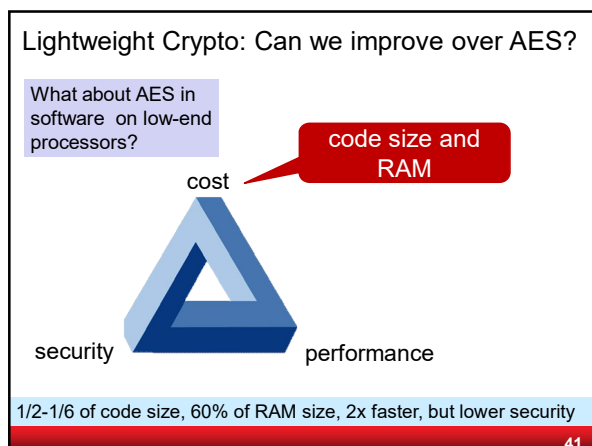 Lightweight Crypto: Can we improve over AES?
What about AES in
software on low-end
processors?
code size and
RAM
cost
security
performance
1/2-1/6 of code size, 60% of RAM size, 2x faster, but lower security
41